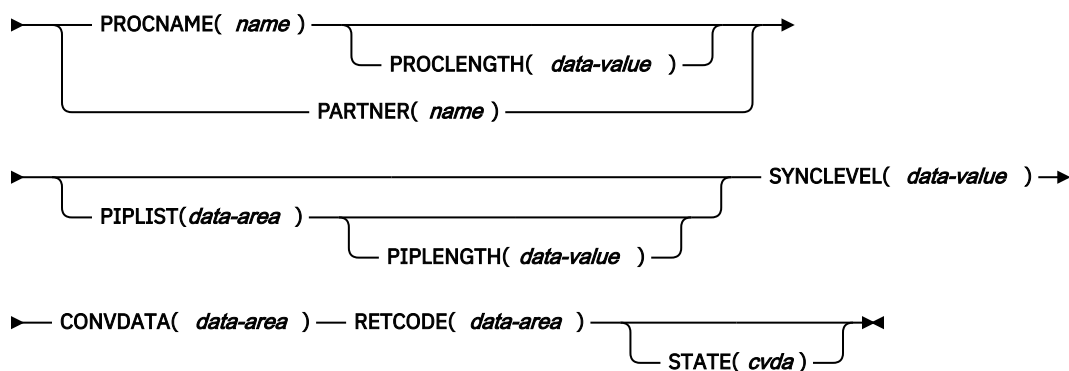 PROCNAME( name )
PROCLENGTH( data-value )
PARTNER( name )
SYNCLEVEL( data-value )
PIPLIST(data-area )
PIPLENGTH( data-value )
CONVDATA( data-area ) RETCODE( data-area )
STATE( cvda )